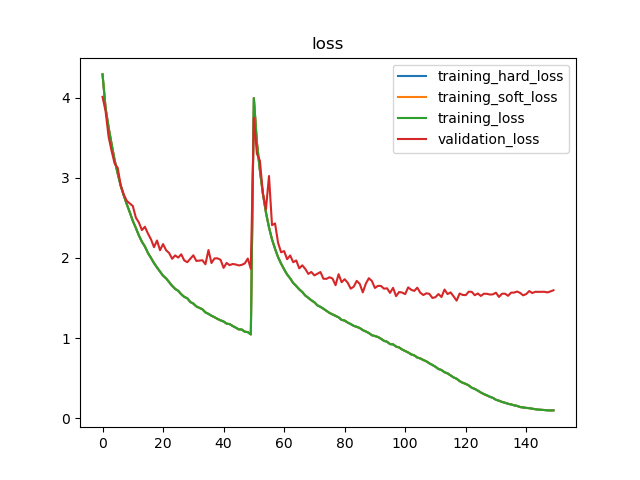 loss
training_hard_loss
training_soft_loss
training_loss
validation_loss
4
3
2
1
0
0 20 40 60 80 100 120 140